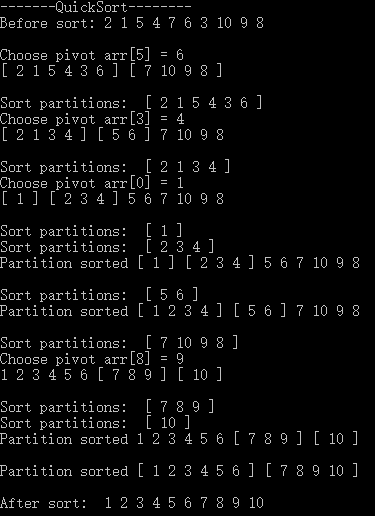 -------QuickSort--------
Before sort: 2 1 5 4 7 6 3 10 9 8
Choose pivot arr[5] = 6
[ 2 1 5 4 3 6 ] [ 7 10 9 8 ]
Sort partitions:  [ 2 1 5 4 3 6 ]
Choose pivot arr[3] = 4
[ 2 1 3 4 ] [ 5 6 ] 7 10 9 8
Sort partitions:  [ 2 1 3 4 ]
Choose pivot arr[0] = 1
[ 1 ] [ 2 3 4 ] 5 6 7 10 9 8
Sort partitions:  [ 1 ]
Sort partitions:  [ 2 3 4 ]
Partition sorted [ 1 ] [ 2 3 4 ] 5 6 7 10 9 8
Sort partitions:  [ 5 6 ]
Partition sorted [ 1 2 3 4 ] [ 5 6 ] 7 10 9 8
Sort partitions:  [ 7 10 9 8 ]
Choose pivot arr[8] = 9
1 2 3 4 5 6 [ 7 8 9 ] [ 10 ]
Sort partitions:  [ 7 8 9 ]
Sort partitions:  [ 10 ]
Partition sorted 1 2 3 4 5 6 [ 7 8 9 ] [ 10 ]
Partition sorted [ 1 2 3 4 5 6 ] [ 7 8 9 10 ]
After sort:  1 2 3 4 5 6 7 8 9 10